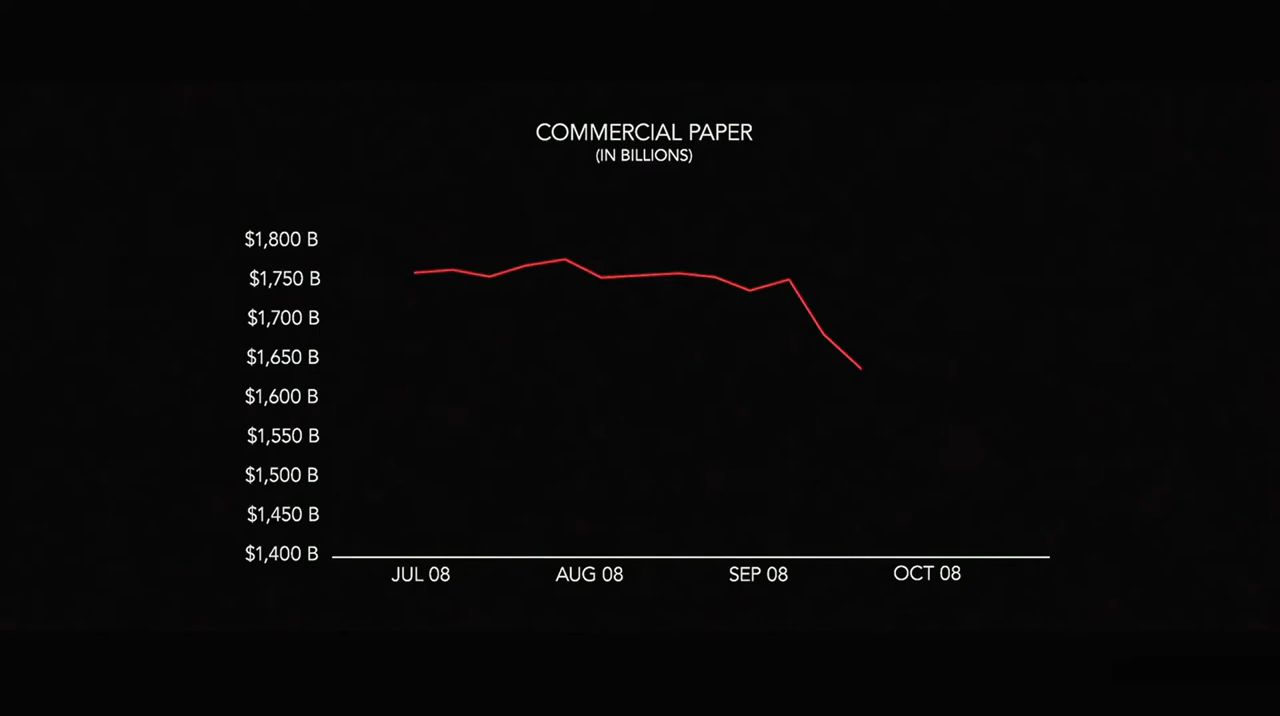 COMMERCIAL PAPER
(IN BILLIONS)
$1,800 B
$1,750 B
$1,700 B
$1,650 B
$1,600 B
$1,550 B
$1,500 B
$1,450 B
$1,400 B
JUL 08 AUG 08 SEP 08 OCT 08